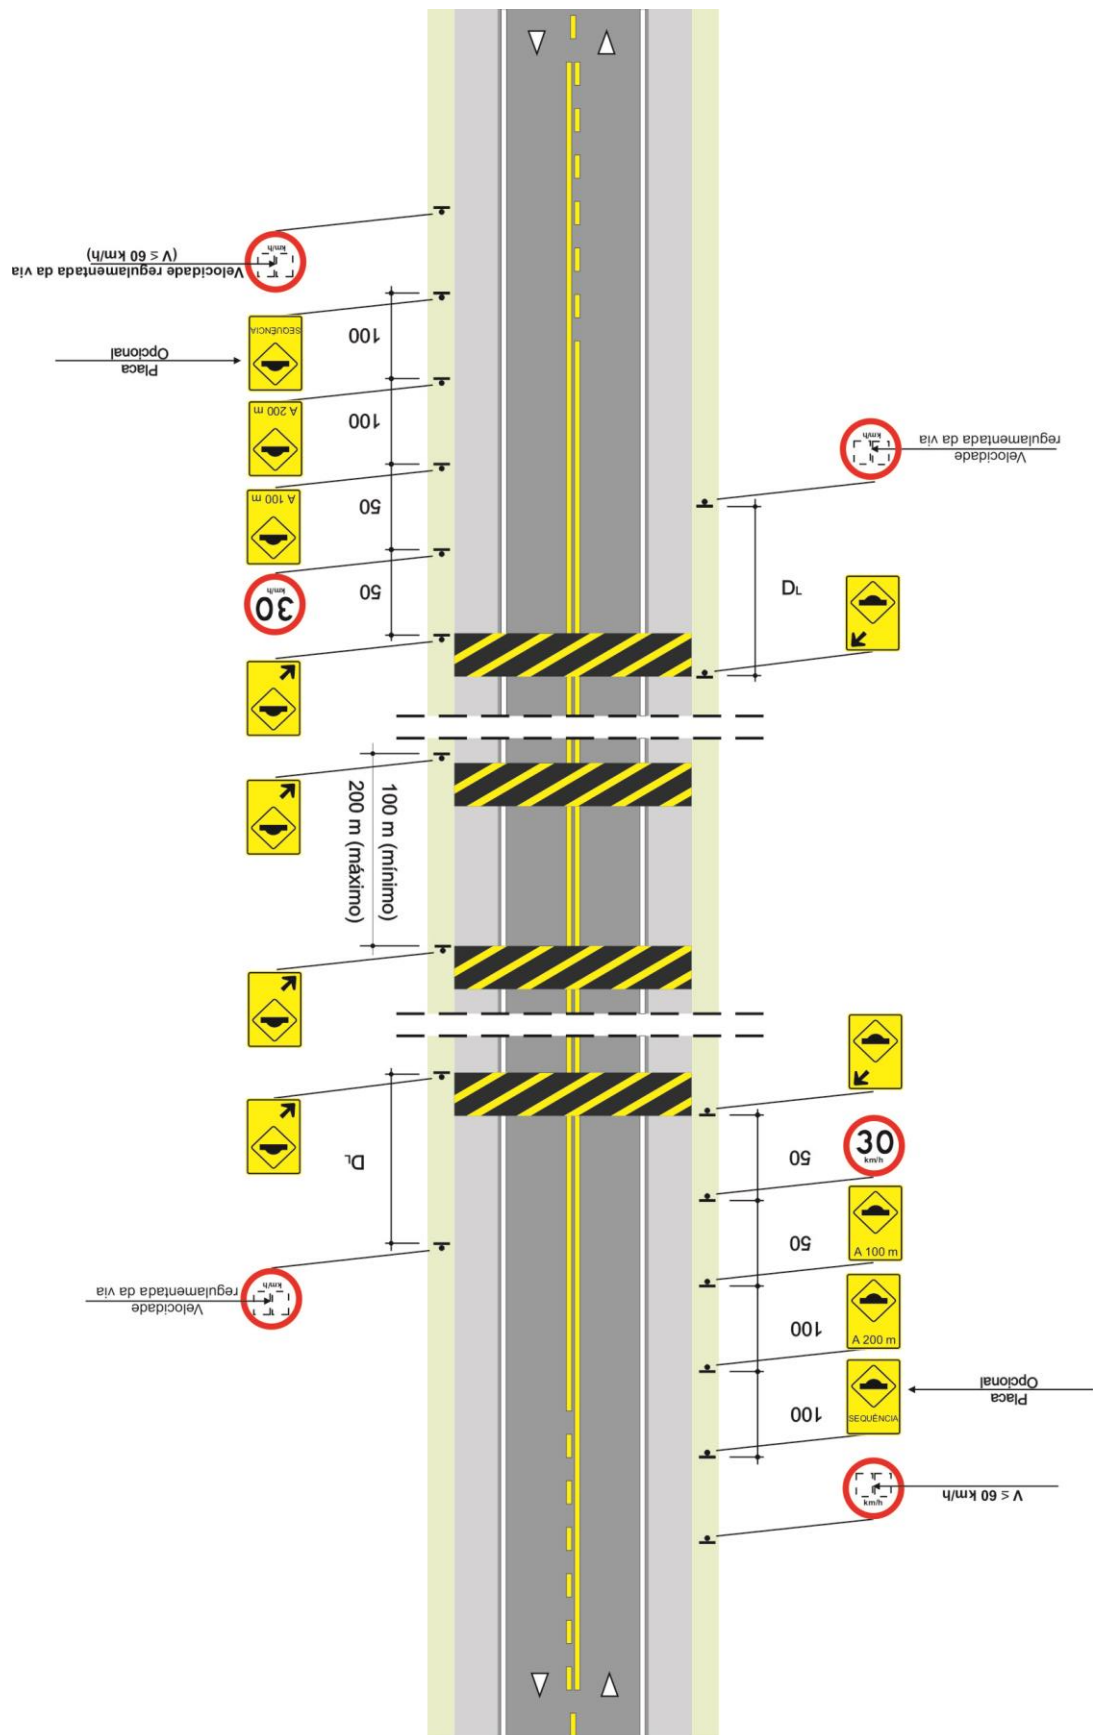 Velocidade regulamentada da via
(V ≤ 60 km/h)
km/h
SEQUÊNCIA
Placa
Opcional
100
A 200 m
100
A 100 m
50
30
km/h
50
Velocidade
regulamentada da via
km/h
DL
100 m (mínimo)
200 m (máximo)
DL
Velocidade
regulamentada da via
km/h
50
30
km/h
50
A 100 m
100
A 200 m
100
SEQUÊNCIA
Placa
Opcional
km/h
V ≤ 60 km/h